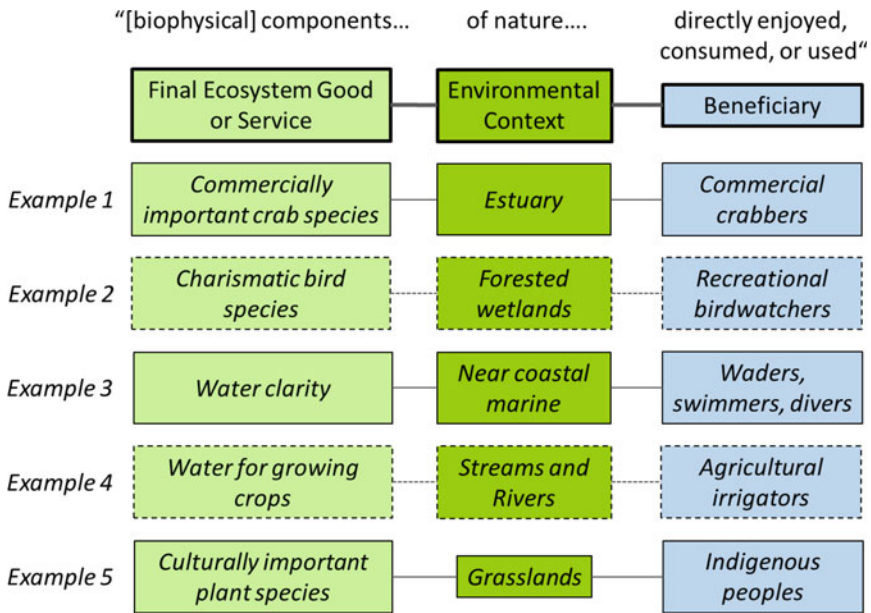 “[biophysical] components... of nature.... directly enjoyed,
consumed, or used“
Final Ecosystem Good
or Service
Environmental
Context
Beneficiary
Example 1
Commercially
important crab species
Estuary
Commercial
crabbers
Example 2
Charismatic bird
species
Forested
wetlands
Recreational
birdwatchers
Example 3
Water clarity
Near coastal
marine
Waders,
swimmers, divers
Example 4
Water for growing
crops
Streams and
Rivers
Agricultural
irrigators
Example 5
Culturally important
plant species
Grasslands
Indigenous
peoples